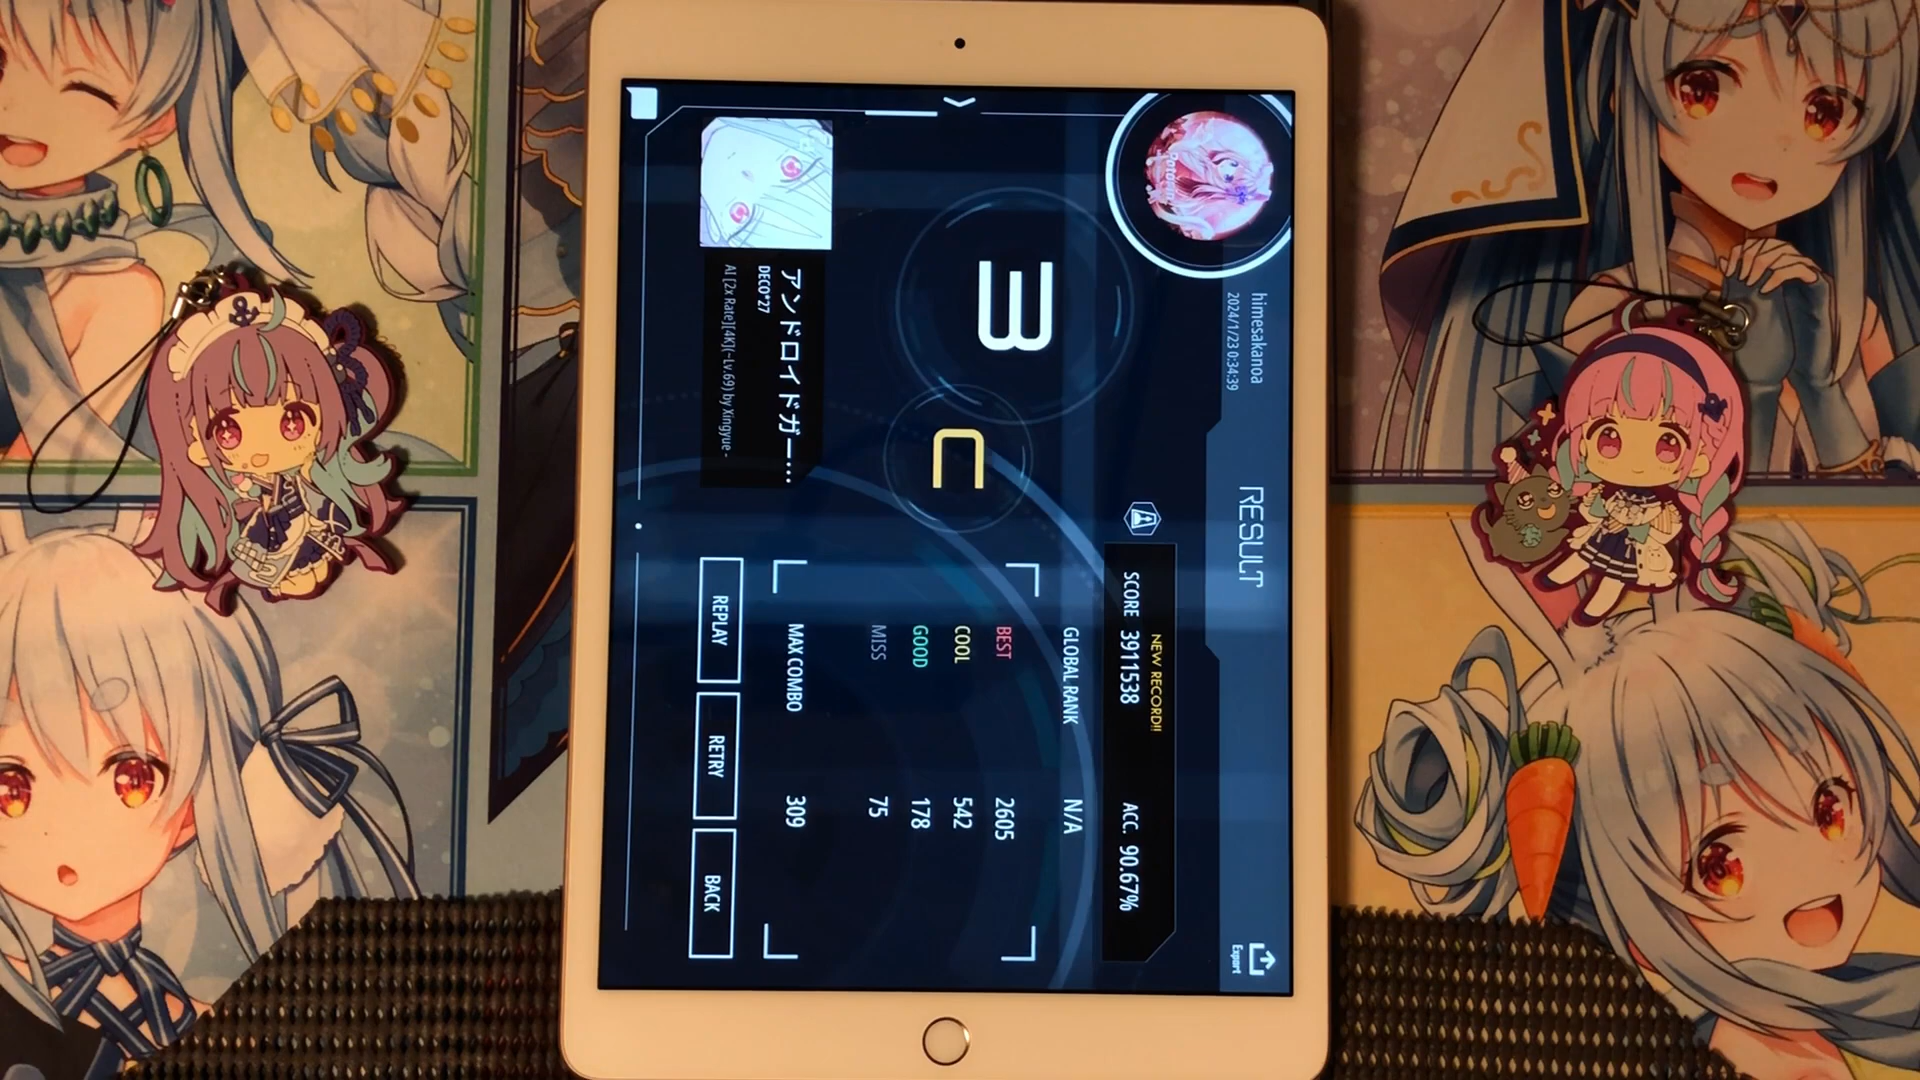 himesakanoa
2024/1/23 0:34:39
RESULT
Export
NEW RECORD!!
SCORE 3911538 ACC. 90.67%
B
C
GLOBAL RANK N/A
BEST 2605
COOL 542
GOOD 178
MISS 75
MAX COMBO 309
アンドロイドガー...
DECO*27
AI [2x Rate][4K](~Lv.69) by Xingyue-
REPLAY RETRY BACK